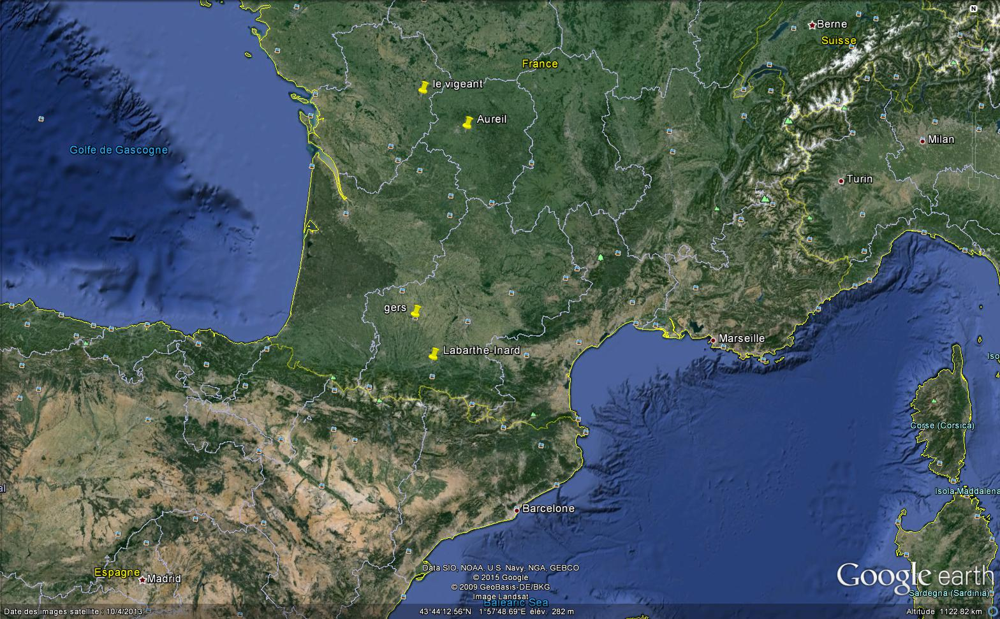 N
Berne
Suisse
France
le vigeant
Aureil
Golfe de Gascogne
Milan
Turin
gers
Labarthe-Inard
Marseille
Corse (Corsica)
Isola Maddalena
Barcelone
Espagne
Madrid
Data SIO, NOAA, U.S. Navy, NGA, GEBCO
© 2015 Google
© 2009 GeoBasis-DE/BKG
Image Landsat
Balearic Sea
Google earth
Sardegna (Sardinia)
Date des images satellite : 10/4/2013
43°44'12.56"N 1°57'48.69"E élév. 282 m
Altitude 1122.82 km